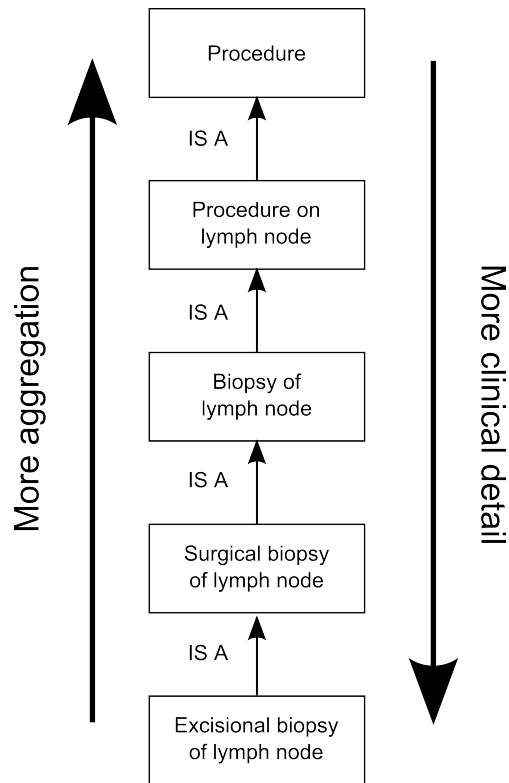 Procedure
IS A
Procedure on
lymph node
IS A
Biopsy of
lymph node
IS A
Surgical biopsy
of lymph node
IS A
Excisional biopsy
of lymph node
More aggregation
More clinical detail